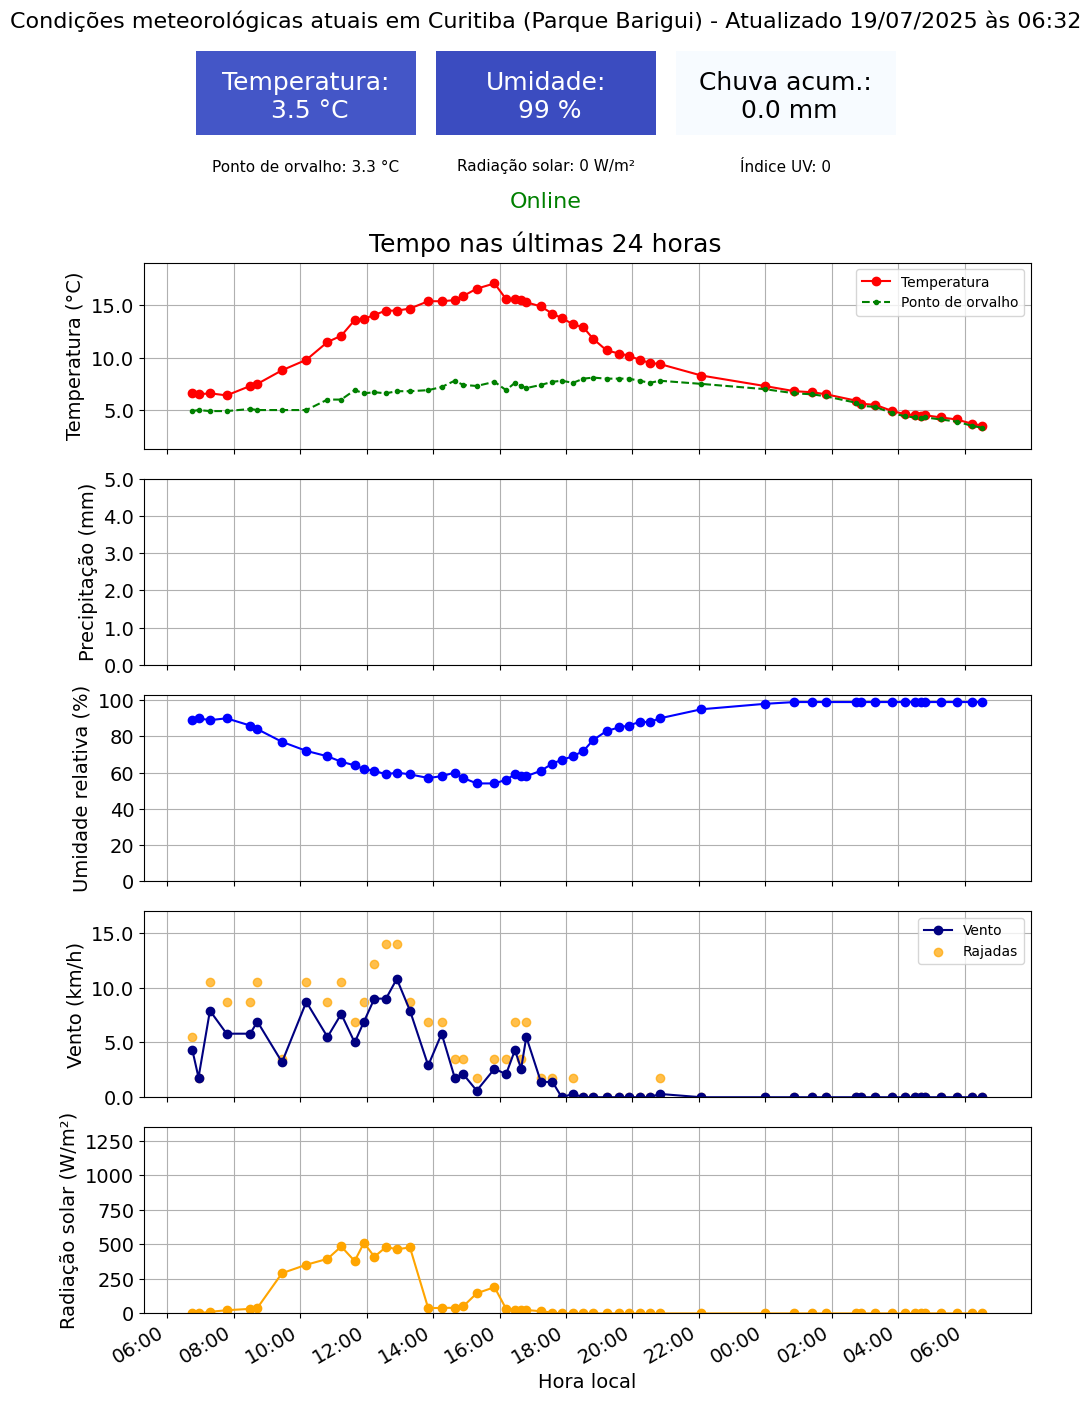 Condições meteorológicas atuais em Curitiba (Parque Barigui) - Atualizado 19/07/2025 às 06:32
Temperatura:
3.5 °C
Umidade:
99 %
Chuva acum.:
0.0 mm
Ponto de orvalho: 3.3 °C
Radiação solar: 0 W/m²
Índice UV: 0
Online
Tempo nas últimas 24 horas
Temperatura (°C)
15.0
10.0
5.0
Temperatura
Ponto de orvalho
Precipitação (mm)
5.0
4.0
3.0
2.0
1.0
0.0
Umidade relativa (%)
100
80
60
40
20
0
Vento (km/h)
15.0
10.0
5.0
0.0
Vento
Rajadas
Radiação solar (W/m²)
1250
1000
750
500
250
0
06:00
08:00
10:00
12:00
14:00
16:00
18:00
20:00
22:00
00:00
02:00
04:00
06:00
Hora local